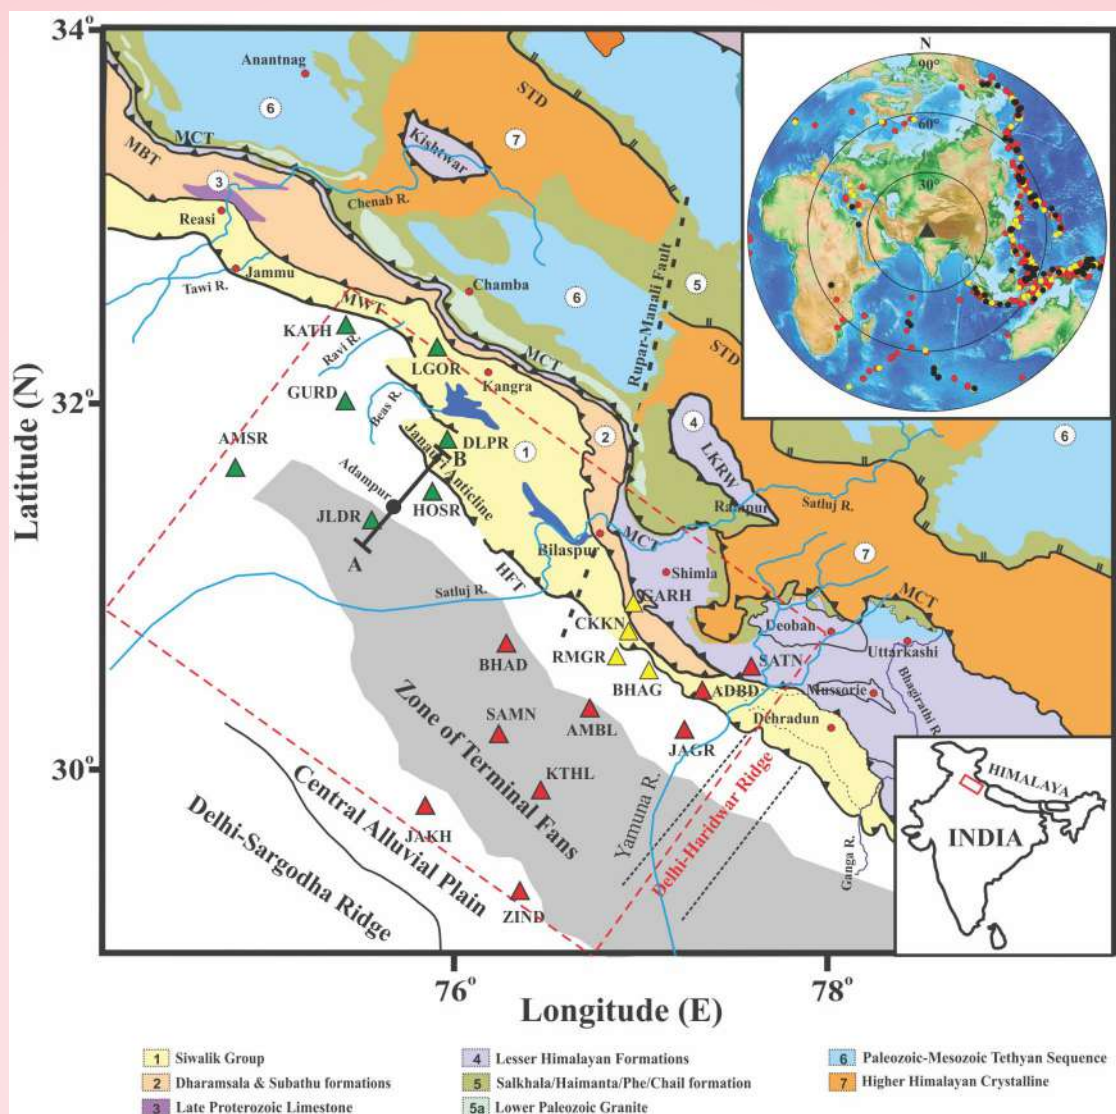 34°
32°
30°
Latitude (N)
76°
78°
Longitude (E)
Anantnag
6
MCT
MBT
3
Reasi
Jammu
Tawi R.
STD
7
Kishtwar
Chenab R.
Chamba
6
Rupar-Manali Fault
5
STD
N
90°
60°
30°
MWT
KATH
Ravi R.
LGOR
Kangra
MCT
GURD
Beas R.
AMSR
DLPR
B
Janauri Anticline
1
2
4
LKRW
Rampur
Satluj R.
6
Adampur
JLDR
HOSR
A
Bilaspur
MCT
Shimla
7
MCT
Satluj R.
HFT
GARH
CKKN
Deoban
Uttarkashi
BHAD
RMGR
BHAG
SATN
ADBD
Mussorie
Bhagirathi R.
SAMN
AMBL
JAGR
Dehradun
KTHL
Zone of Terminal Fans
JAKH
Central Alluvial Plain
Delhi-Sargodha Ridge
ZIND
Yamuna R.
Delhi-Haridwar Ridge
Ganga R.
HIMALAYA
INDIA
1 Siwalik Group
2 Dharamsala & Subathu formations
3 Late Proterozoic Limestone
4 Lesser Himalayan Formations
5 Salkhala/Haimanta/Phe/Chail formation
5a Lower Paleozoic Granite
6 Paleozoic-Mesozoic Tethyan Sequence
7 Higher Himalayan Crystalline